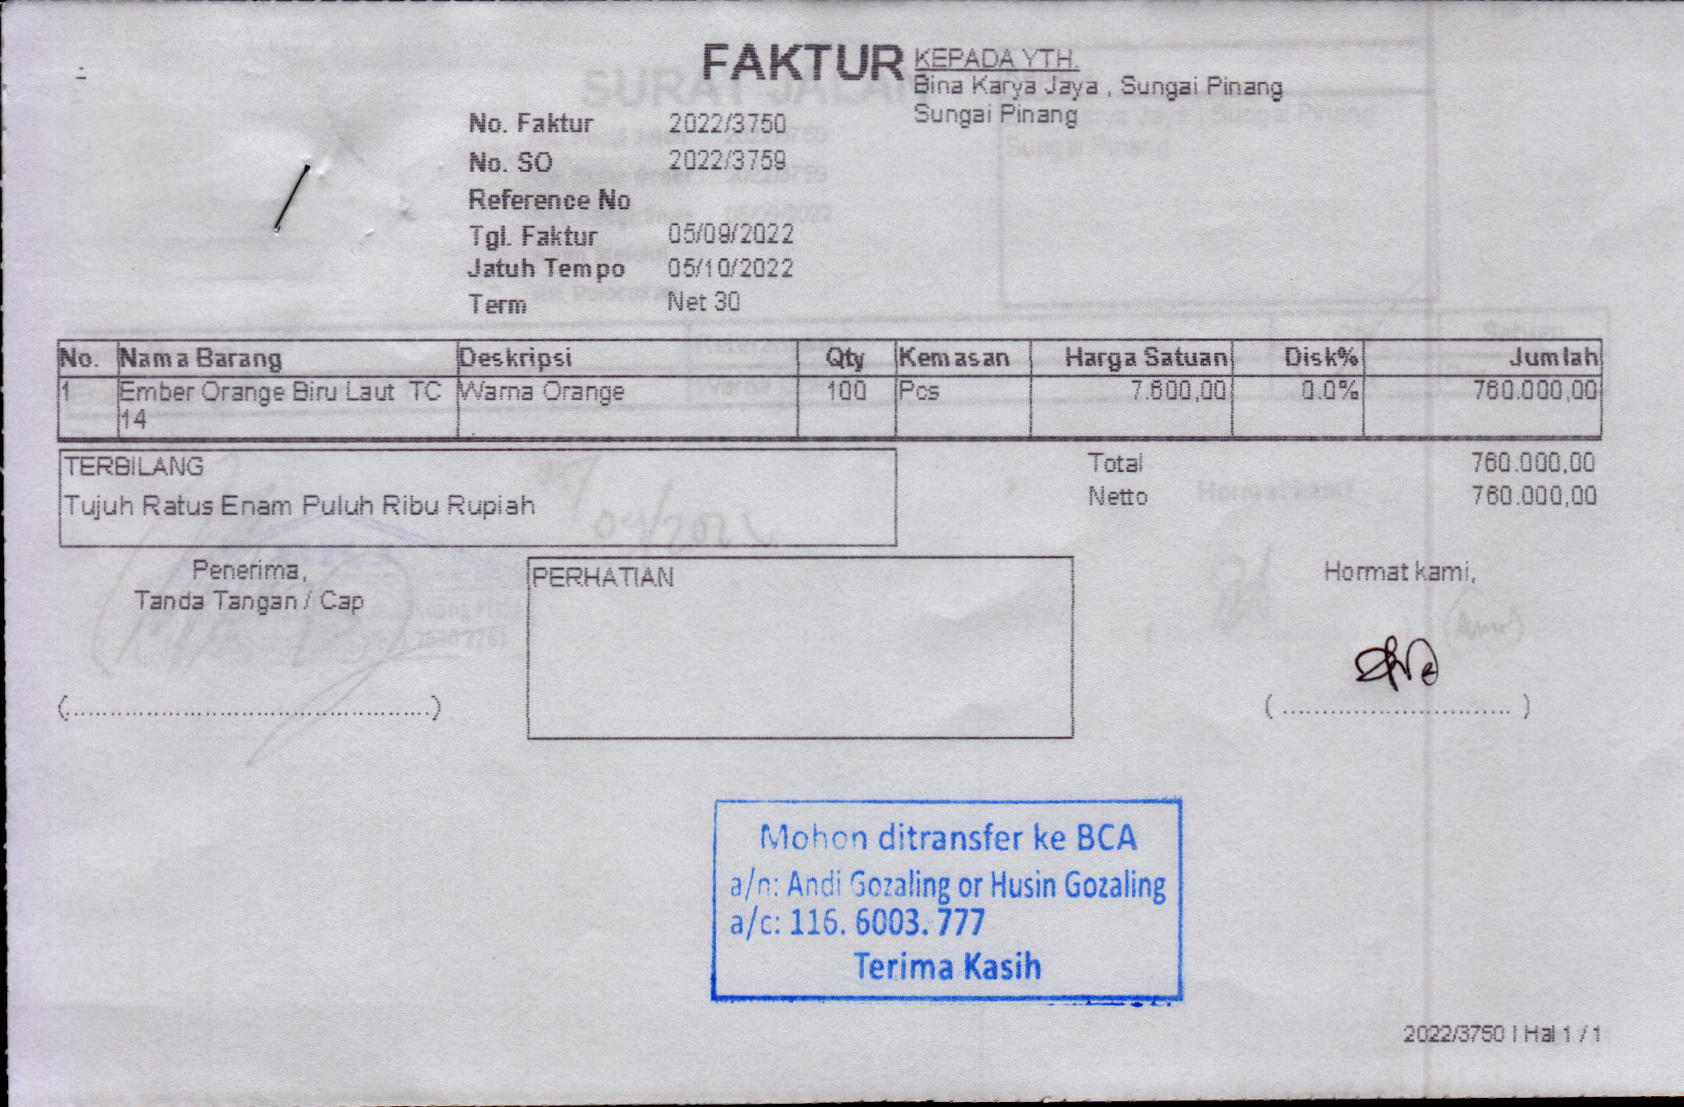 FAKTUR
KEPADA YTH.
Bina Karya Jaya , Sungai Pinang
Sungai Pinang
No. Faktur 2022/3750
No. SO 2022/3759
Reference No
Tgl. Faktur 05/09/2022
Jatuh Tempo 05/10/2022
Term Net 30
No. Nama Barang Deskripsi Qty Kemasan Harga Satuan Disk% Jumlah
1 Ember Orange Biru Laut TC Warna Orange 100 Pcs 7.600,00 0.0% 760.000,00
14
TERBILANG
Tujuh Ratus Enam Puluh Ribu Rupiah
Total 760.000,00
Netto 760.000,00
Penerima,
Tanda Tangan / Cap
PERHATIAN
Hormat kami,
(................................................)
( .............................. )
Mohon ditransfer ke BCA
a/n: Andi Gozaling or Husin Gozaling
a/c: 116. 6003. 777
Terima Kasih
2022/3750 | Hal 1 / 1